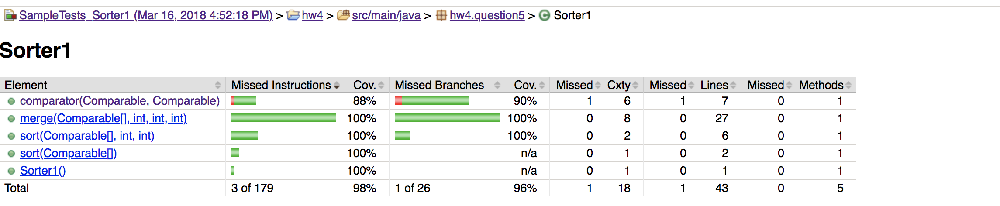 SampleTests_Sorter1 (Mar 16, 2018 4:52:18 PM) > hw4 > src/main/java > hw4.question5 > Sorter1
Sorter1
Element Missed Instructions Cov. Missed Branches Cov. Missed Cxty Missed Lines Missed Methods
comparator(Comparable, Comparable) 88% 90% 1 6 1 7 0 1
merge(Comparable[], int, int, int) 100% 100% 0 8 0 27 0 1
sort(Comparable[], int, int) 100% 100% 0 2 0 6 0 1
sort(Comparable[]) 100% n/a 0 1 0 2 0 1
Sorter1() 100% n/a 0 1 0 1 0 1
Total 3 of 179 98% 1 of 26 96% 1 18 1 43 0 5